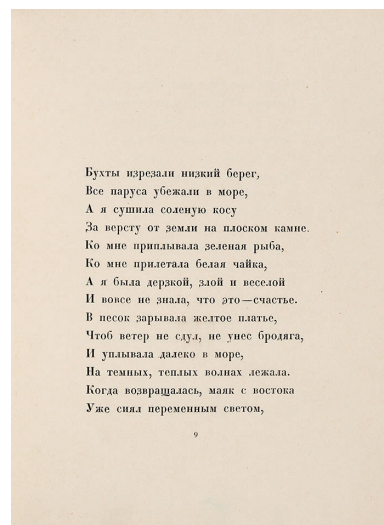 Бухты изрезали низкий берег,
Все паруса убежали в море,
А я сушила соленую косу
За версту от земли на плоском камне.
Ко мне приплывала зеленая рыба,
Ко мне прилетала белая чайка,
А я была дерзкой, злой и веселой
И вовсе не знала, что это — счастье.
В песок зарывала желтое платье,
Чтоб ветер не сдул, не унес бродяга,
И уплывала далеко в море,
На темных, теплых волнах лежала.
Когда возвращалась, маяк с востока
Уже сиял переменным светом,
9